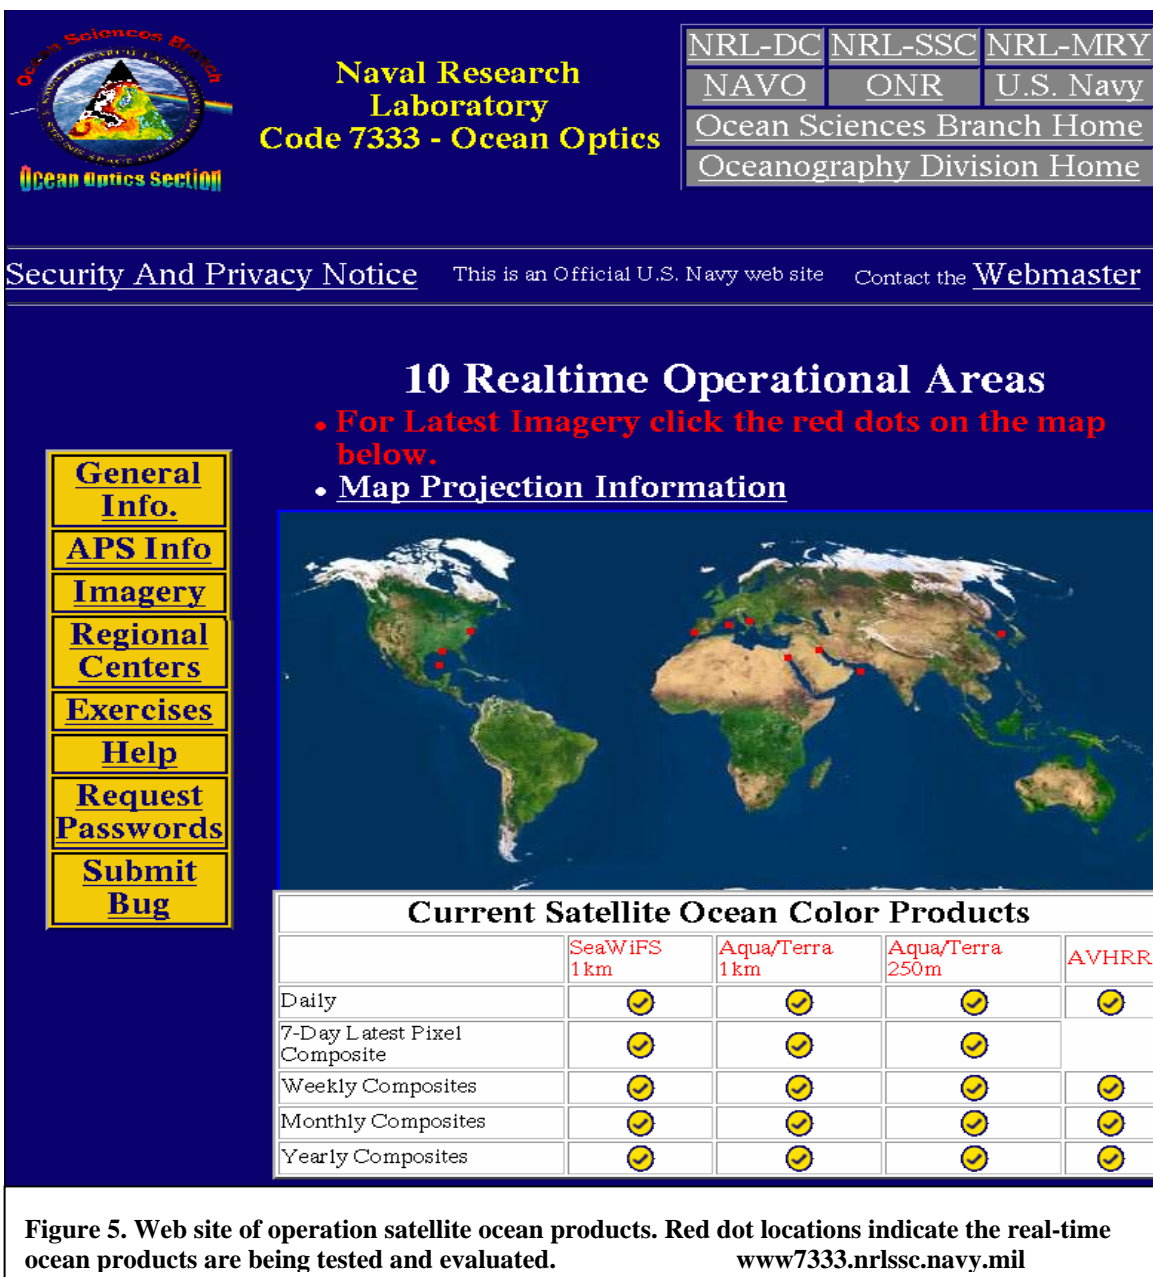 Ocean Sciences Branch
Ocean Optics Section
Naval Research
Laboratory
Code 7333 - Ocean Optics
NRL-DC NRL-SSC NRL-MRY
NAVO ONR U.S. Navy
Ocean Sciences Branch Home
Oceanography Division Home
Security And Privacy Notice This is an Official U.S. Navy web site Contact the Webmaster
10 Realtime Operational Areas
• For Latest Imagery click the red dots on the map
below.
• Map Projection Information
General
Info.
APS Info
Imagery
Regional
Centers
Exercises
Help
Request
Passwords
Submit
Bug
Current Satellite Ocean Color Products
SeaWiFS
1km
Aqua/Terra
1km
Aqua/Terra
250m
AVHRR
Daily
7-Day Latest Pixel
Composite
Weekly Composites
Monthly Composites
Yearly Composites
Figure 5. Web site of operation satellite ocean products. Red dot locations indicate the real-time
ocean products are being tested and evaluated. www7333.nrlssc.navy.mil